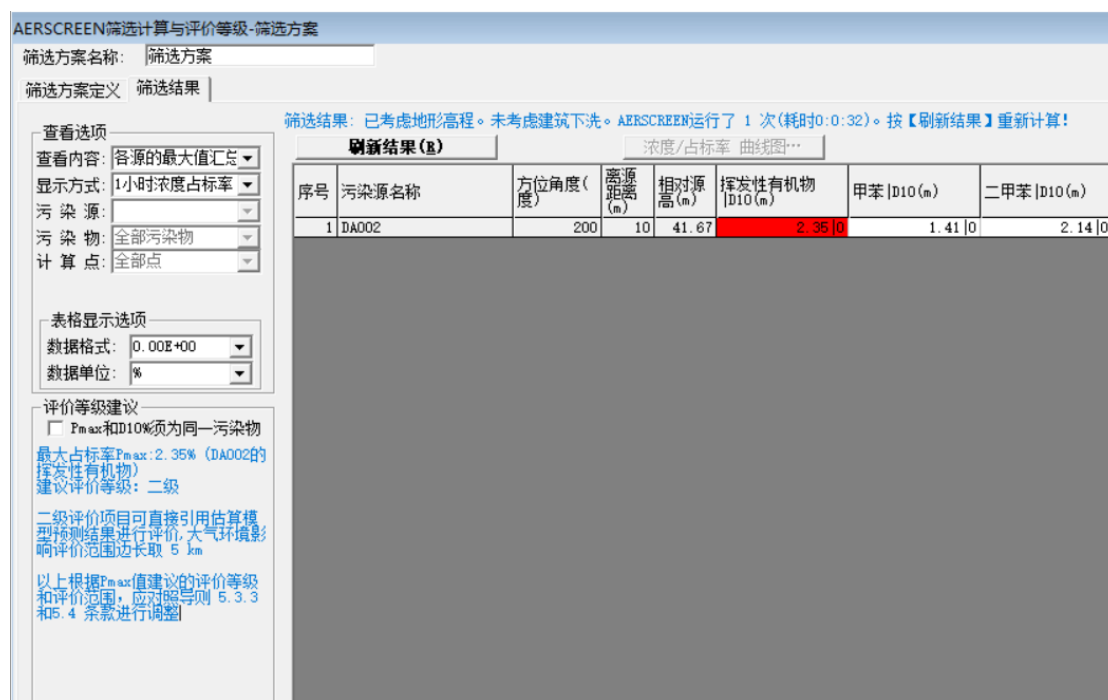 AERSCREEN筛选计算与评价等级-筛选方案
筛选方案名称: 筛选方案
筛选方案定义 筛选结果
查看选项
查看内容: 各源的最大值汇总
显示方式: 1小时浓度占标率
污 染 源:
污 染 物: 全部污染物
计 算 点: 全部点
表格显示选项
数据格式: 0.00E+00
数据单位: %
评价等级建议
Pmax和D10%须为同一污染物
最大占标率Pmax:2.35% (DA002的
挥发性有机物)
建议评价等级: 二级
二级评价项目可直接引用估算模
型预测结果进行评价,大气环境影
响评价范围边长取 5 km
以上根据Pmax值建议的评价等级
和评价范围, 应对照导则 5.3.3
和5.4 条款进行调整
筛选结果: 已考虑地形高程。未考虑建筑下洗。AERSCREEN运行了 1 次(耗时0:0:32)。按【刷新结果】重新计算!
刷新结果(R) 浓度/占标率 曲线图…
序号 污染源名称 方位角度(度) 离源距离(m) 相对源高(m) 挥发性有机物|D10(m) 甲苯|D10(m) 二甲苯|D10(m)
1 DA002 200 10 41.67 2.35|0 1.41|0 2.14|0